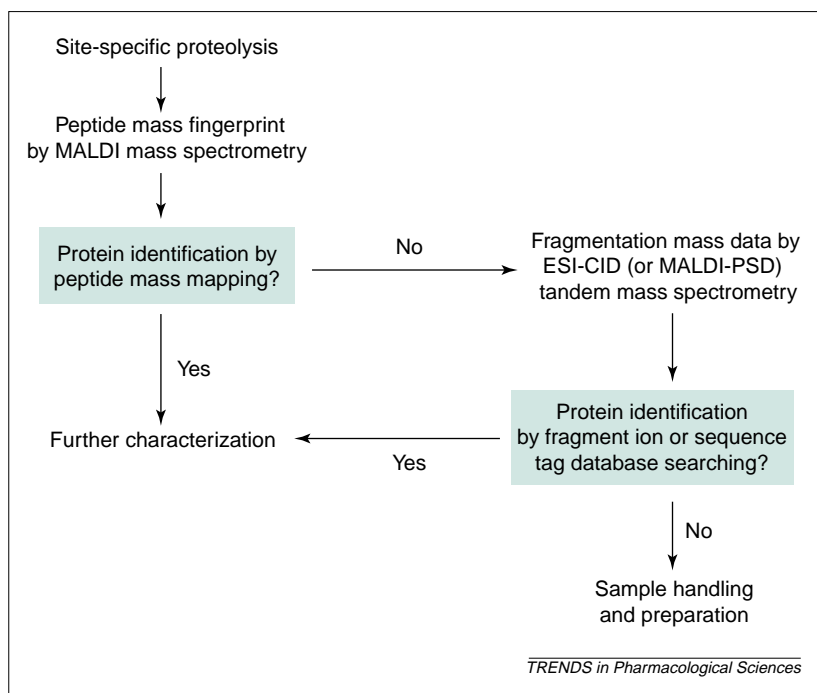 Site-specific proteolysis
Peptide mass fingerprint
by MALDI mass spectrometry
Protein identification by
peptide mass mapping?
No
Fragmentation mass data by
ESI-CID (or MALDI-PSD)
tandem mass spectrometry
Yes
Further characterization
Protein identification
by fragment ion or sequence
tag database searching?
Yes
No
Sample handling
and preparation
TRENDS in Pharmacological Sciences